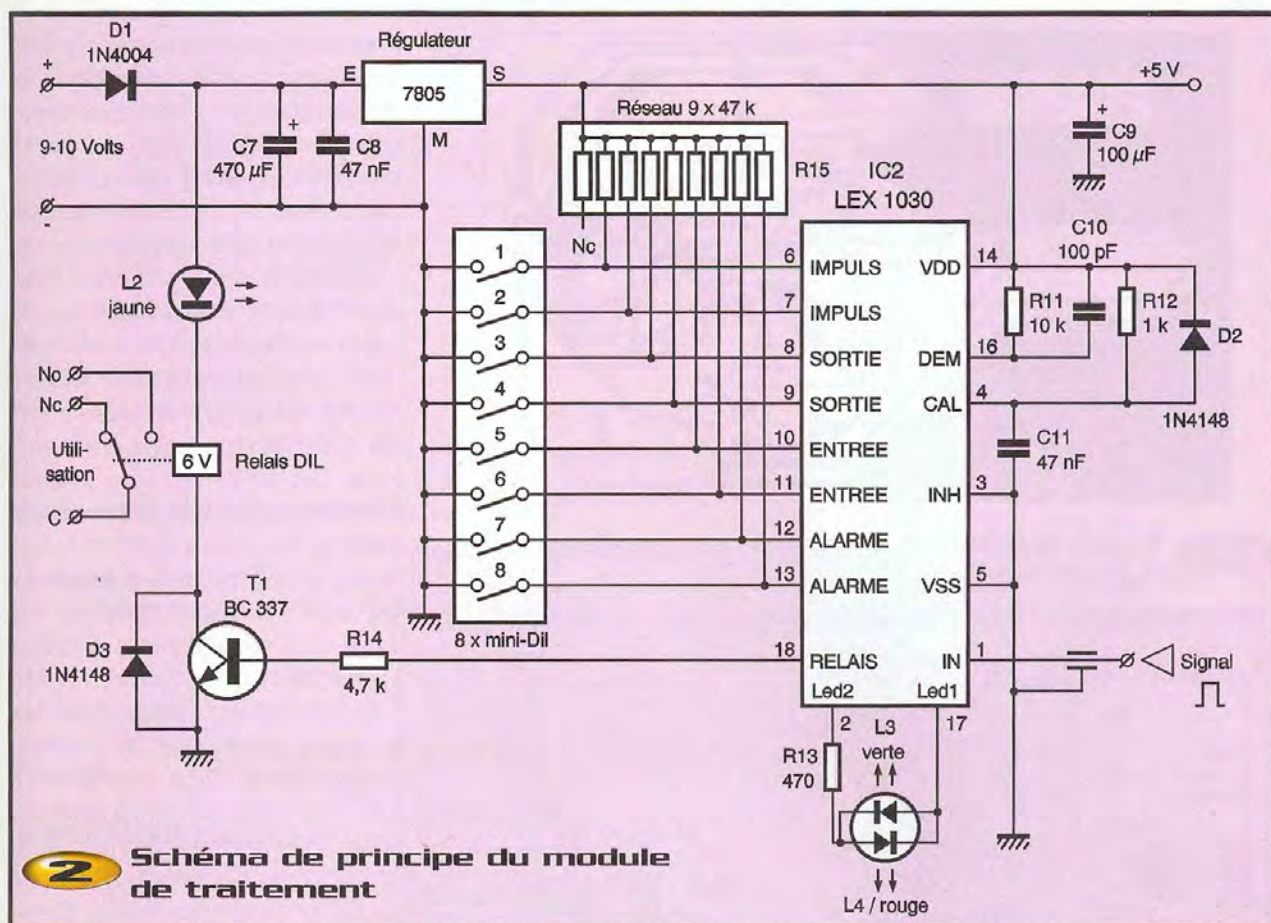 D1
1N4004
+
9-10 Volts
-
Régulateur
E
7805
S
M
C7
470 µF
+
C8
47 nF
Réseau 9 x 47 k
R15
Nc
+5 V
+
C9
100 µF
IC2
LEX 1030
L2
jaune
No
Nc
Utili-
sation
C
6 V
Relais DIL
1
2
3
4
5
6
7
8
8 x mini-Dil
6 IMPULS
7 IMPULS
8 SORTIE
9 SORTIE
10 ENTREE
11 ENTREE
12 ALARME
13 ALARME
18 RELAIS
VDD 14
DEM 16
CAL 4
INH 3
VSS 5
IN 1
Led2
Led1
2
17
C10
100 pF
R11
10 k
R12
1 k
D2
1N4148
C11
47 nF
Signal
T1
BC 337
D3
1N4148
R14
4,7 k
R13
470
L3
verte
L4 / rouge
2 Schéma de principe du module
de traitement